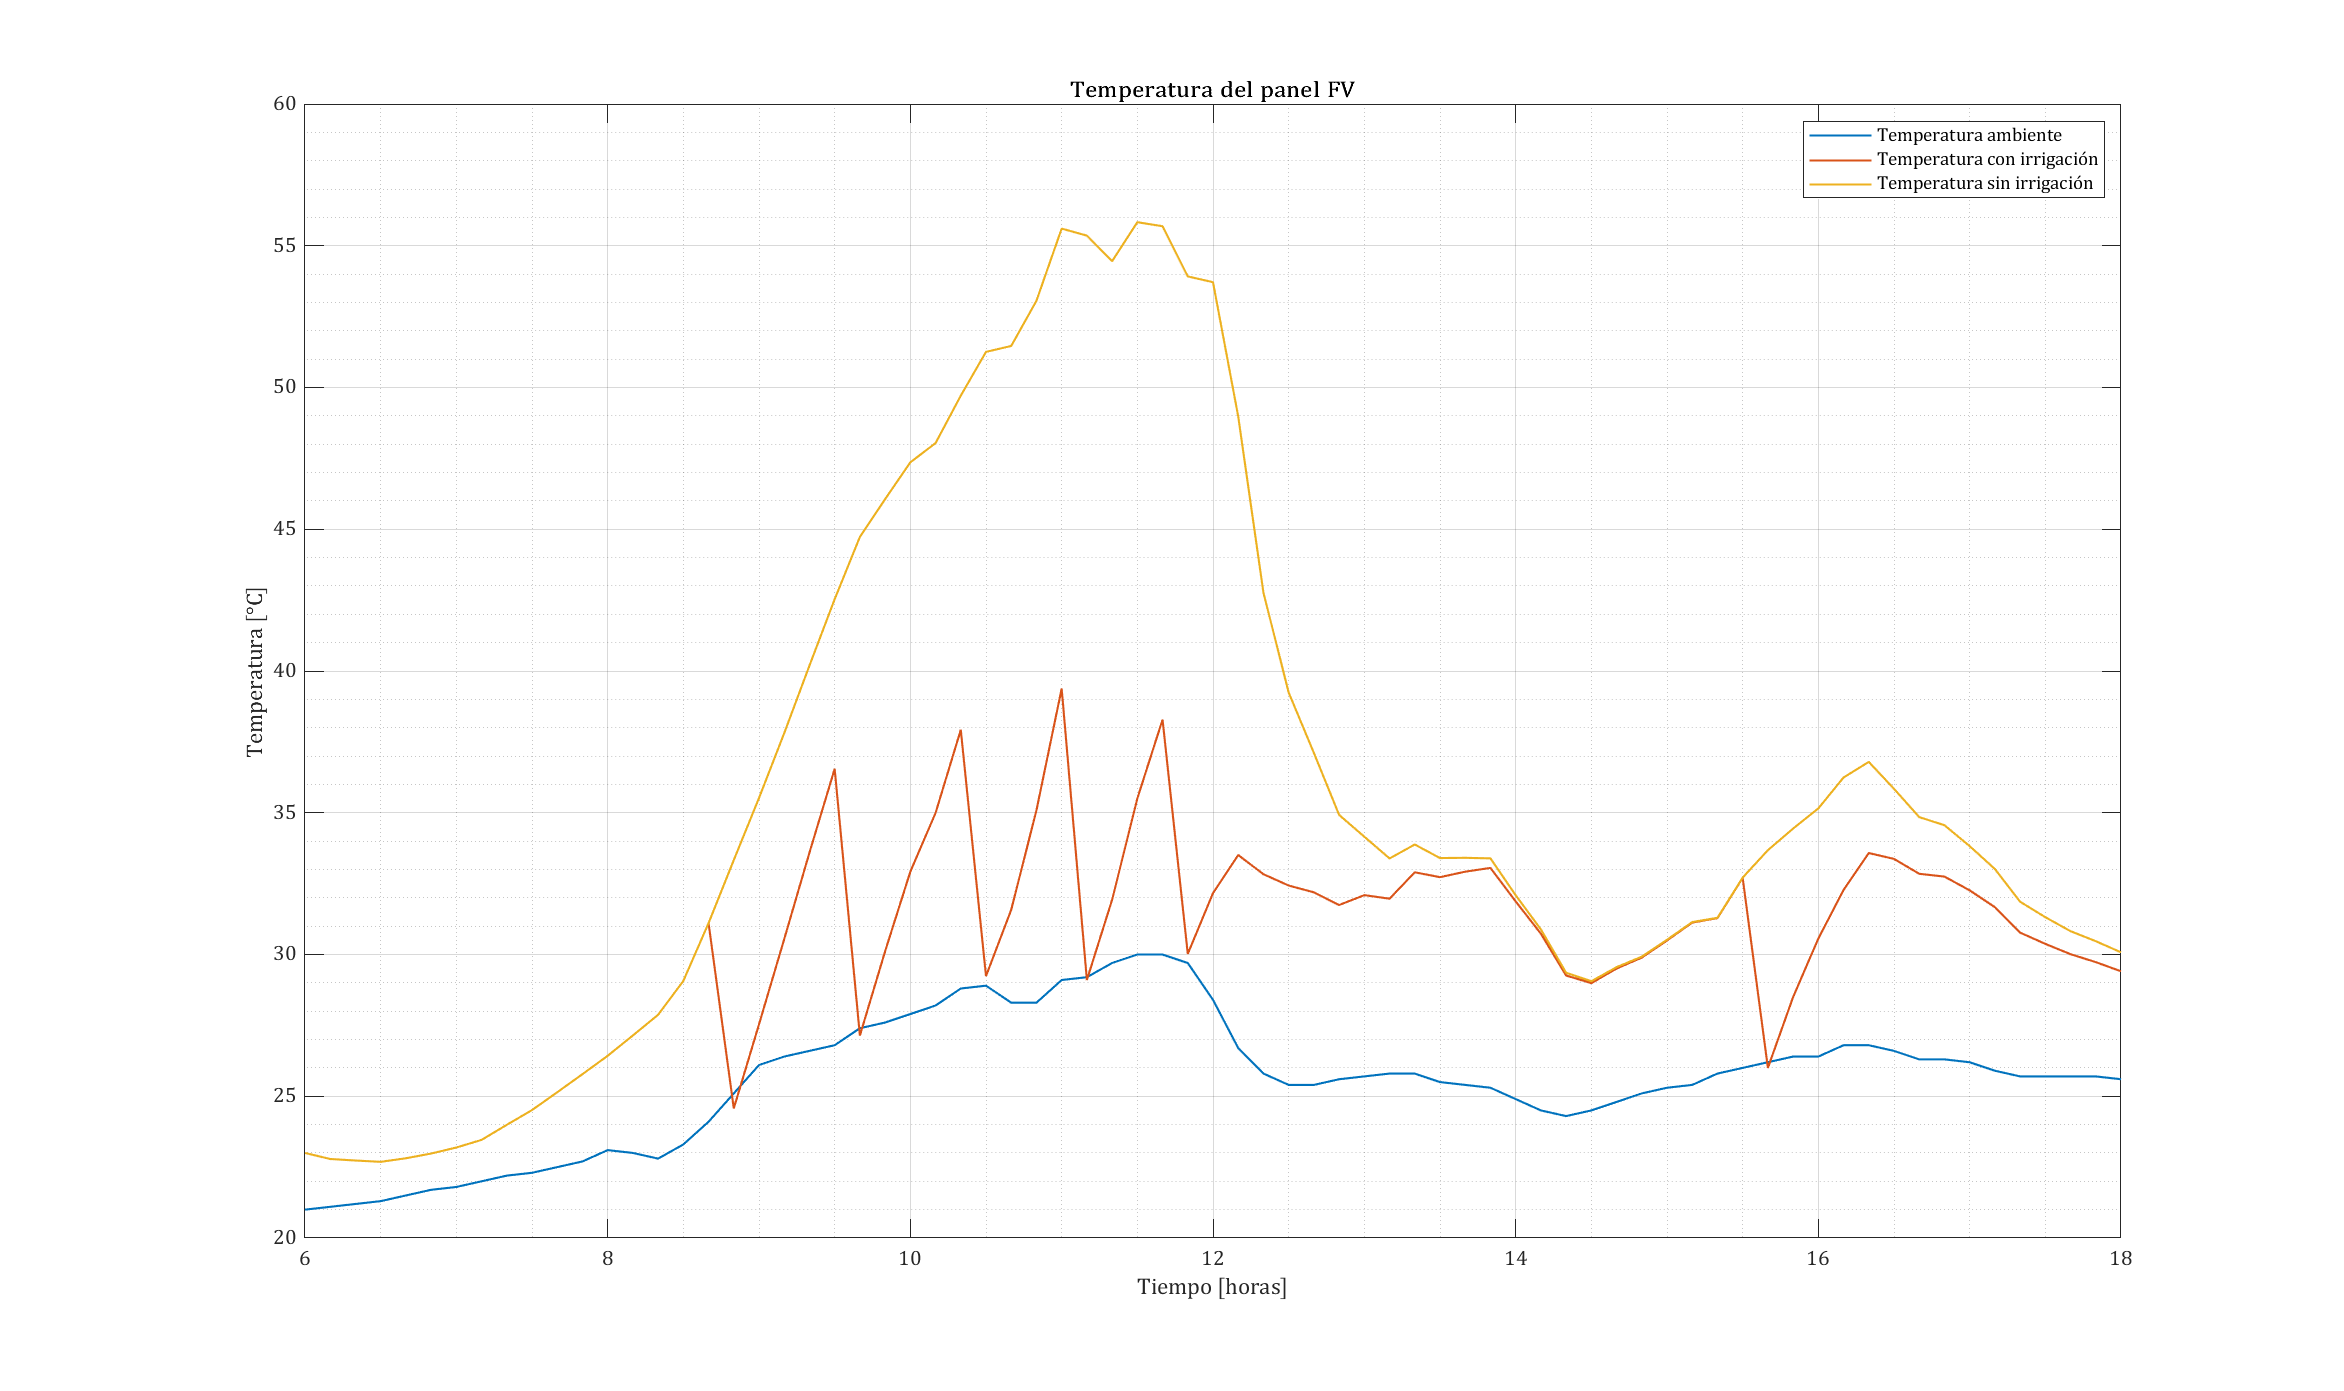 Temperatura del panel FV
60
55
50
45
40
35
30
25
20
Temperatura [°C]
Temperatura ambiente
Temperatura con irrigación
Temperatura sin irrigación
6 8 10 12 14 16 18
Tiempo [horas]